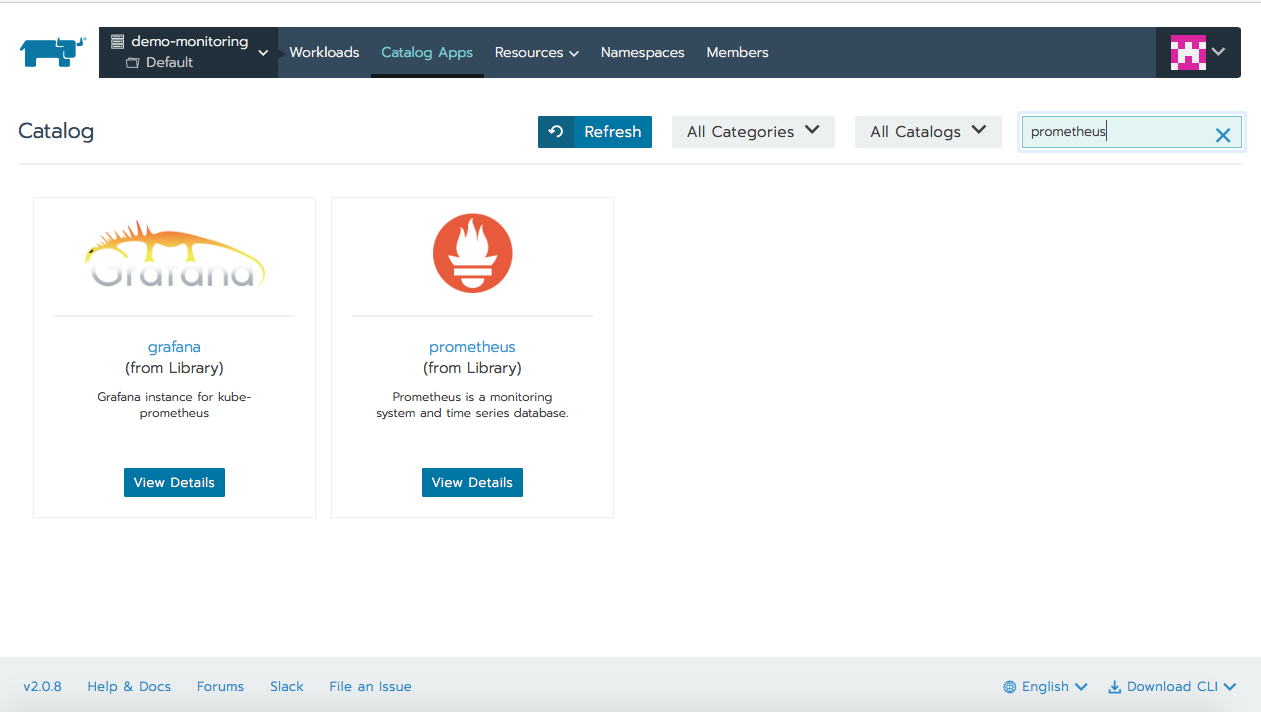 demo-monitoring
Default
Workloads
Catalog Apps
Resources
Namespaces
Members
Catalog
Refresh
All Categories
All Catalogs
prometheus
Grafana
grafana
(from Library)
Grafana instance for kube-
prometheus
View Details
prometheus
(from Library)
Prometheus is a monitoring
system and time series database.
View Details
v2.0.8
Help & Docs
Forums
Slack
File an Issue
English
Download CLI